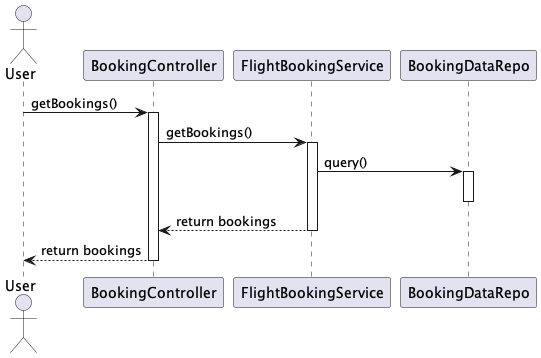 User
BookingController
FlightBookingService
BookingDataRepo
getBookings()
getBookings()
query()
return bookings
return bookings
User
BookingController
FlightBookingService
BookingDataRepo